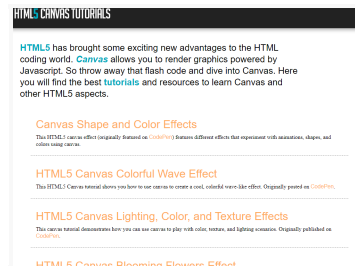 HTML5 CANVAS TUTORIALS
HTML5 has brought some exciting new advantages to the HTML
coding world. Canvas allows you to render graphics powered by
Javascript. So throw away that flash code and dive into Canvas. Here
you will find the best tutorials and resources to learn Canvas and
other HTML5 aspects.
Canvas Shape and Color Effects
This HTML5 canvas effect (originally featured on CodePen) features different effects that experiment with animations, shapes, and
colors using canvas.
HTML5 Canvas Colorful Wave Effect
This HTML5 Canvas tutorial shows you how to use canvas to create a cool, colorful wave-like effect. Originally posted on CodePen.
HTML5 Canvas Lighting, Color, and Texture Effects
This canvas tutorial demonstrates how you can use canvas to play with color, texture, and lighting scenarios. Originally published on
CodePen.
HTML5 Canvas Blooming Flowers Effect